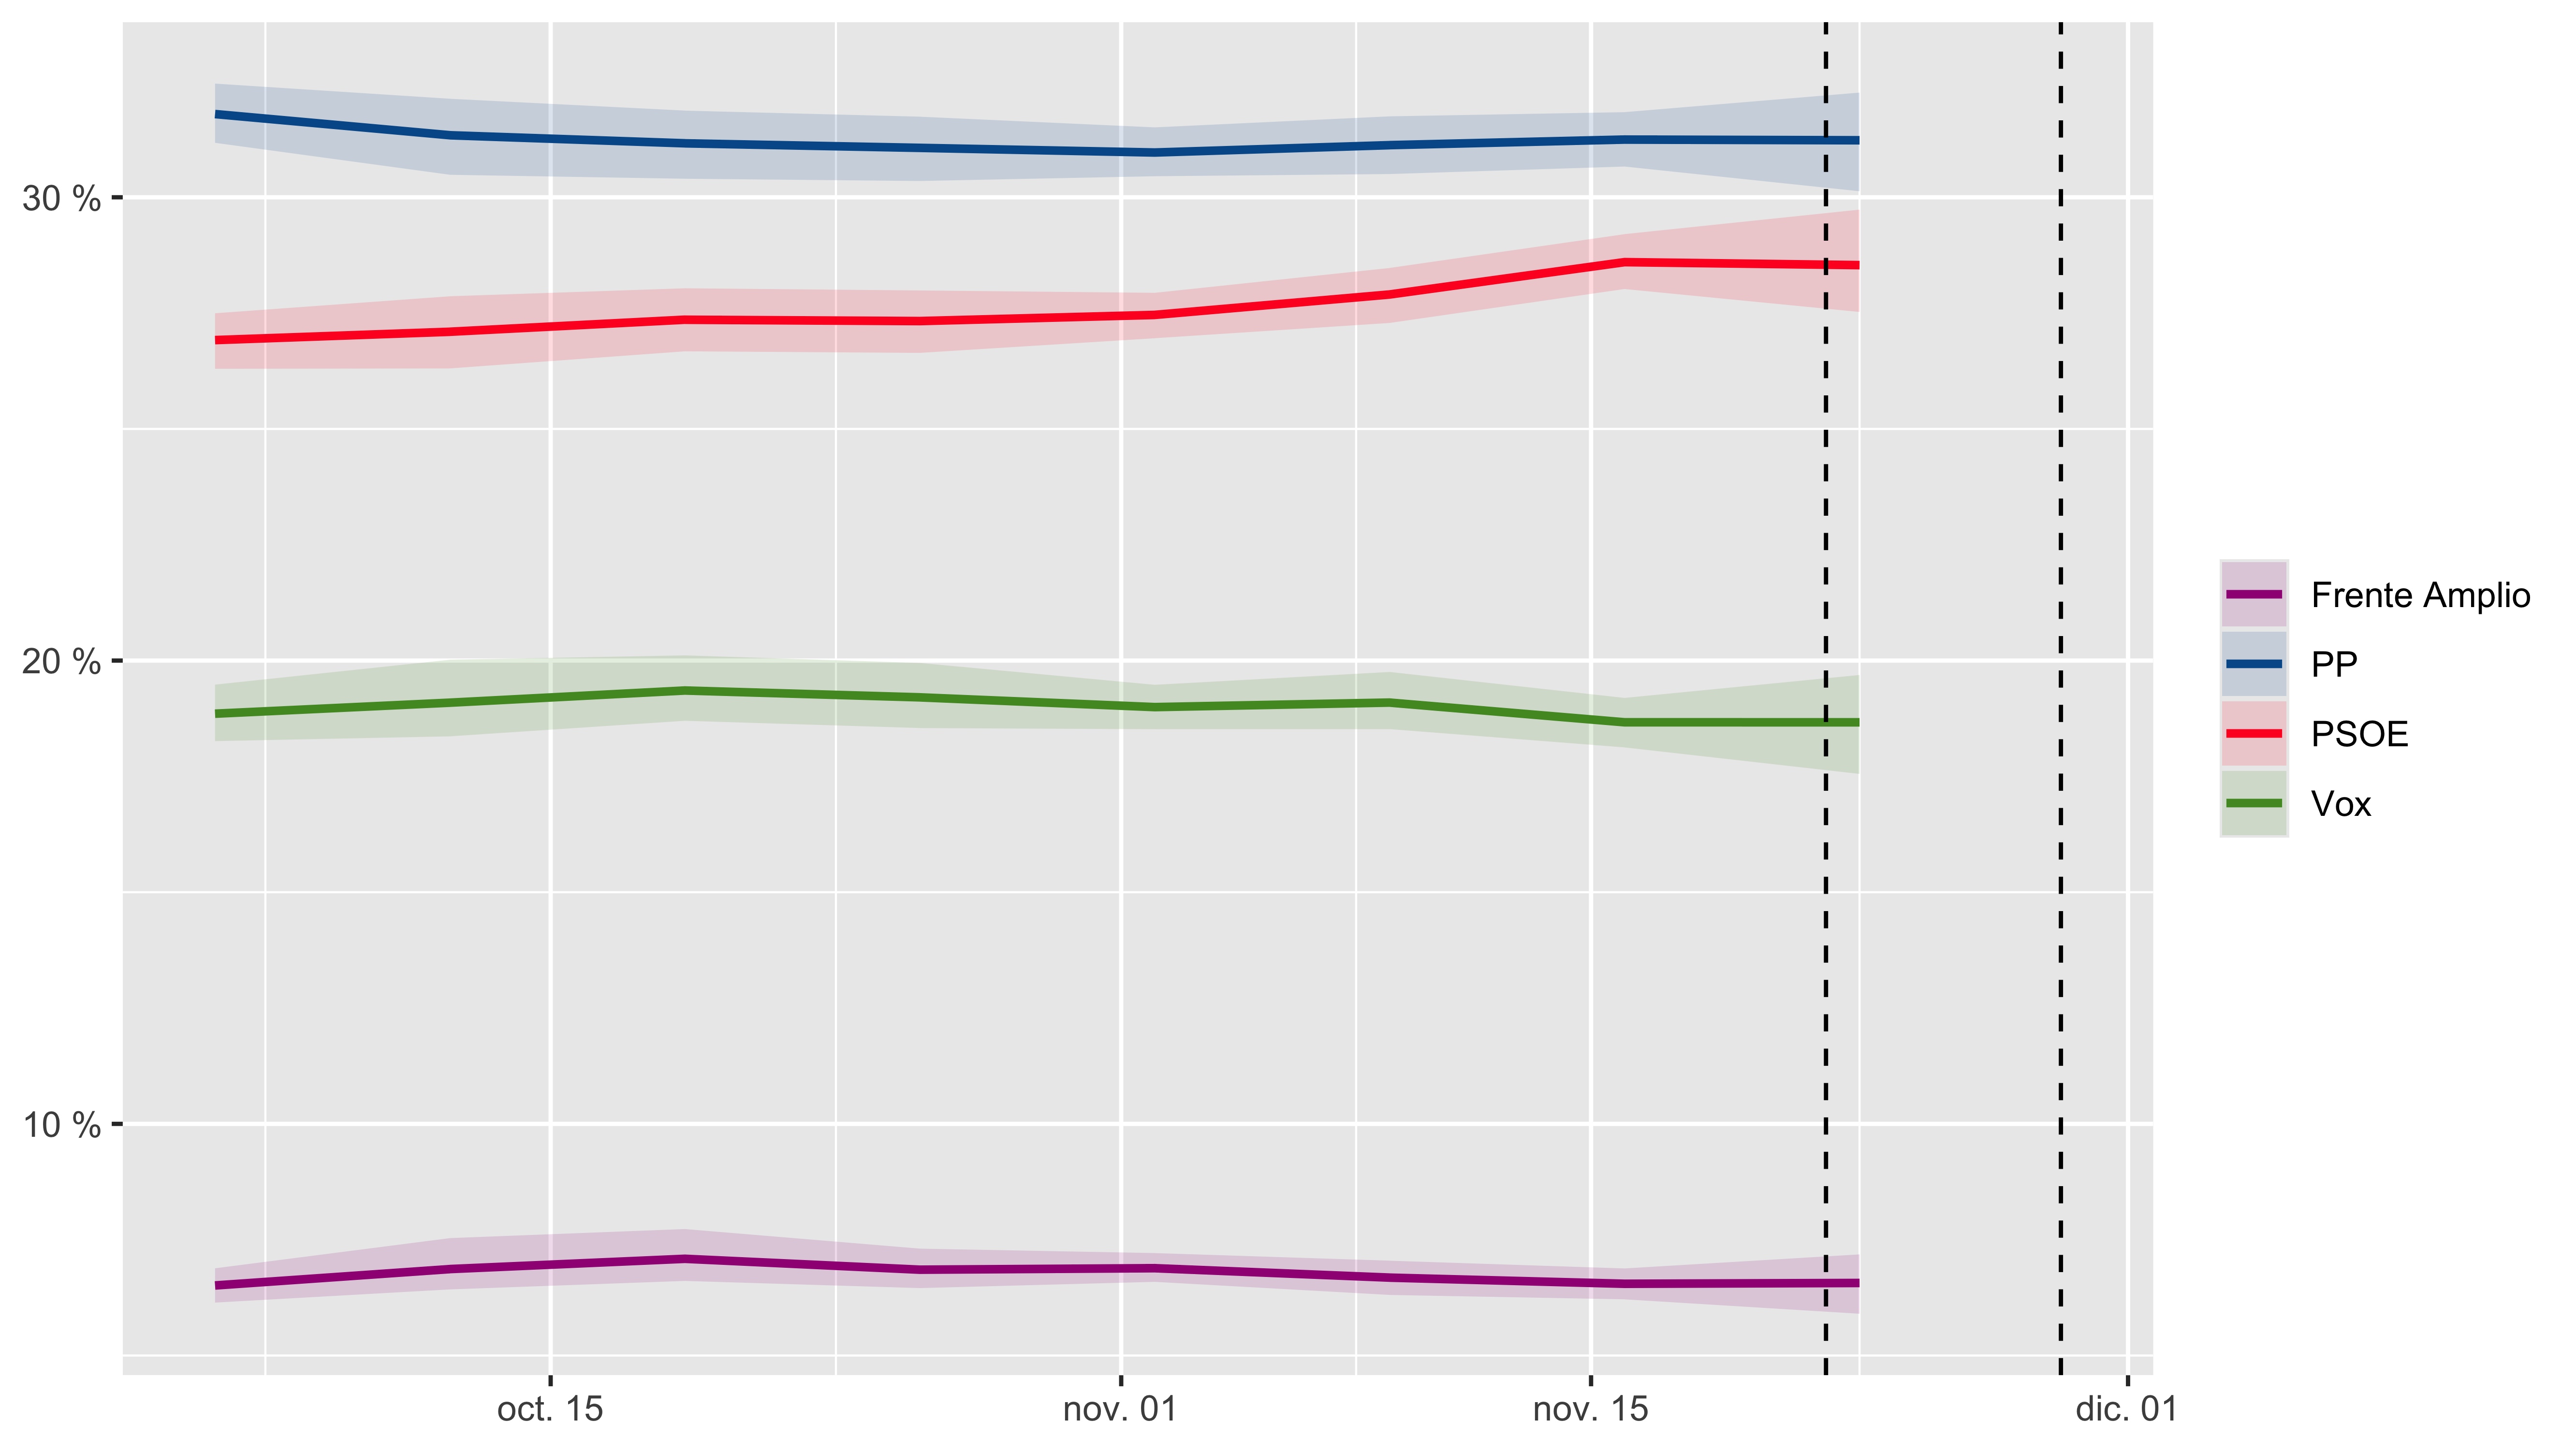 30 %
20 %
10 %
oct. 15
nov. 01
nov. 15
dic. 01
Frente Amplio
PP
PSOE
Vox